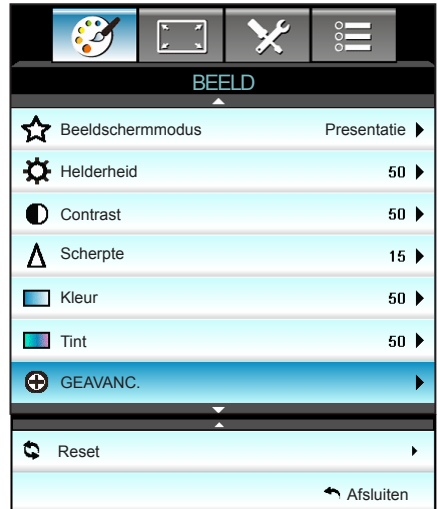 BEELD
Beeldschermmodus Presentatie
Helderheid 50
Contrast 50
Scherpte 15
Kleur 50
Tint 50
GEAVANC.
Reset
Afsluiten